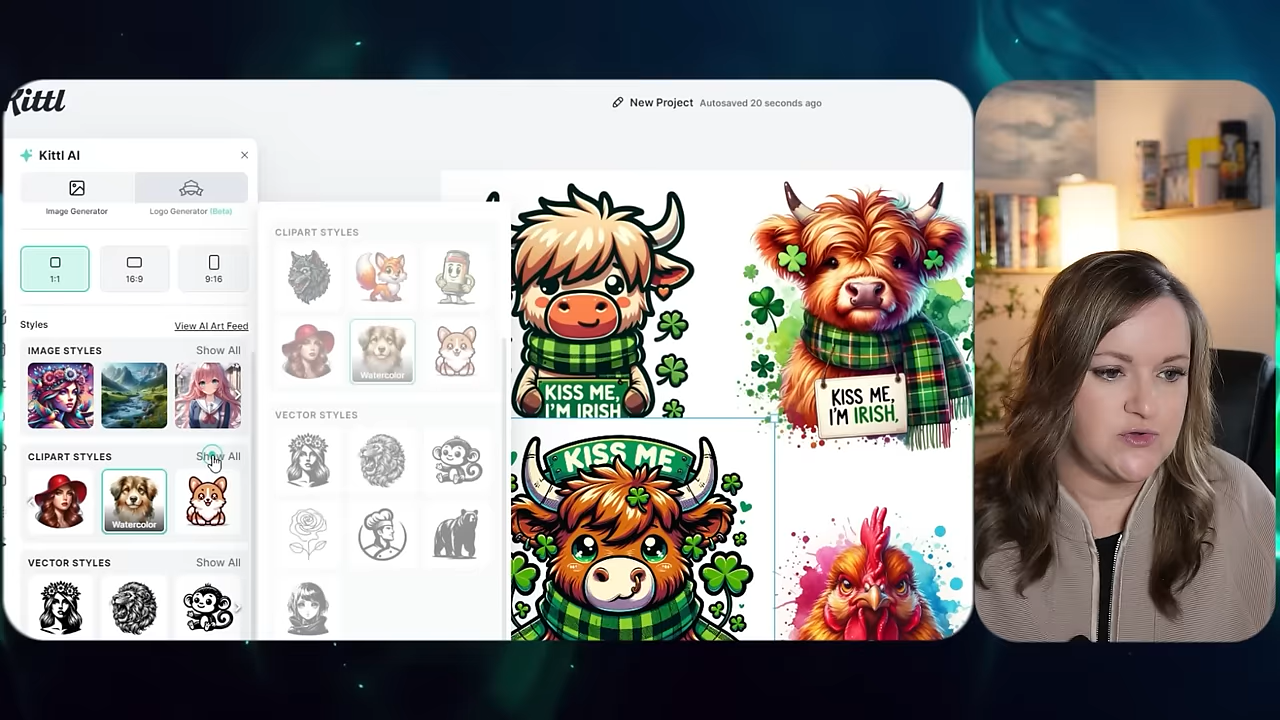 Kittl
New Project Autosaved 20 seconds ago
Kittl AI
Image Generator
Logo Generator (Beta)
1:1
16:9
9:16
Styles
View AI Art Feed
IMAGE STYLES
Show All
CLIPART STYLES
Show All
Watercolor
VECTOR STYLES
Show All
CLIPART STYLES
Watercolor
VECTOR STYLES
KISS ME,
I'M IRISH
KISS ME,
I'M IRISH,
KISS ME